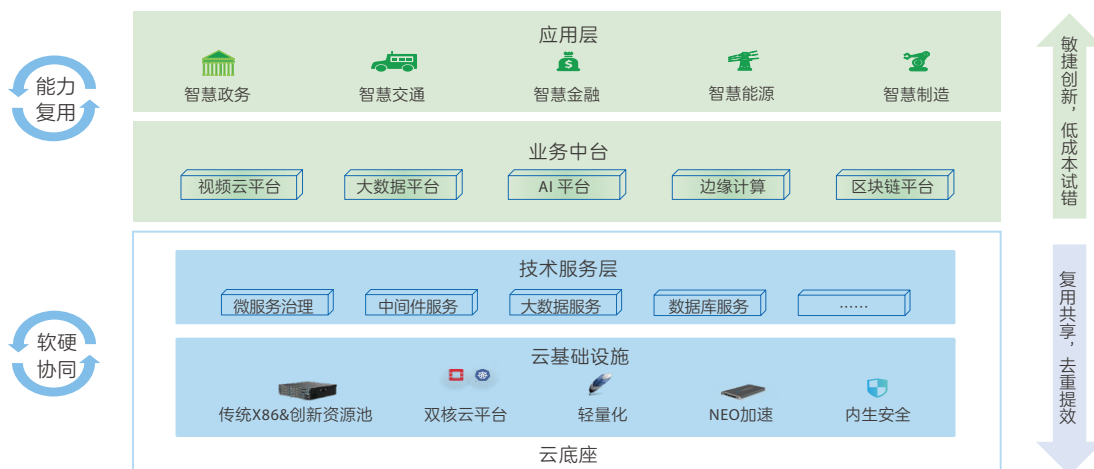 应用层
智慧政务
智慧交通
智慧金融
智慧能源
智慧制造
能力
复用
业务中台
视频云平台
大数据平台
AI 平台
边缘计算
区块链平台
敏捷创新，低成本试错
技术服务层
微服务治理
中间件服务
大数据服务
数据库服务
……
软硬
协同
云基础设施
传统X86&创新资源池
双核云平台
轻量化
NEO加速
内生安全
云底座
复用共享，去重提效